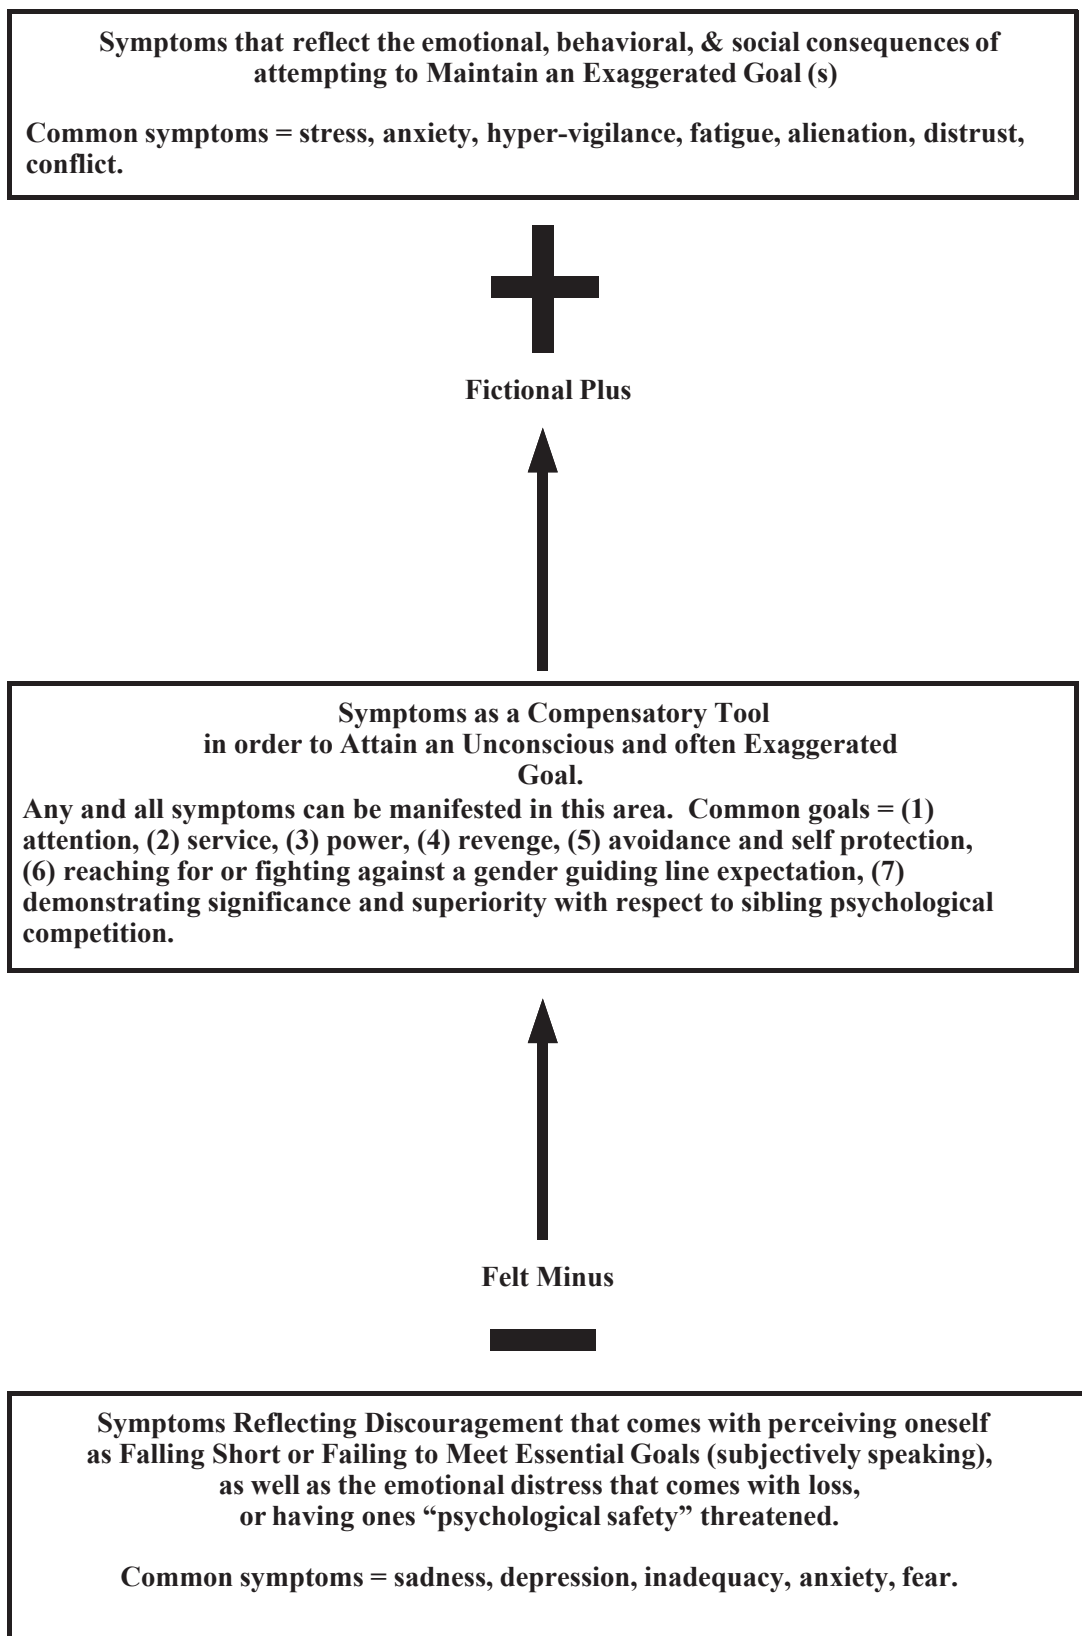 Symptoms that reflect the emotional, behavioral, & social consequences of
attempting to Maintain an Exaggerated Goal (s)
Common symptoms = stress, anxiety, hyper-vigilance, fatigue, alienation, distrust,
conflict.
Fictional Plus
Symptoms as a Compensatory Tool
in order to Attain an Unconscious and often Exaggerated
Goal.
Any and all symptoms can be manifested in this area.  Common goals = (1)
attention, (2) service, (3) power, (4) revenge, (5) avoidance and self protection,
(6) reaching for or fighting against a gender guiding line expectation, (7)
demonstrating significance and superiority with respect to sibling psychological
competition.
Felt Minus
Symptoms Reflecting Discouragement that comes with perceiving oneself
as Falling Short or Failing to Meet Essential Goals (subjectively speaking),
as well as the emotional distress that comes with loss,
or having ones “psychological safety” threatened.
Common symptoms = sadness, depression, inadequacy, anxiety, fear.